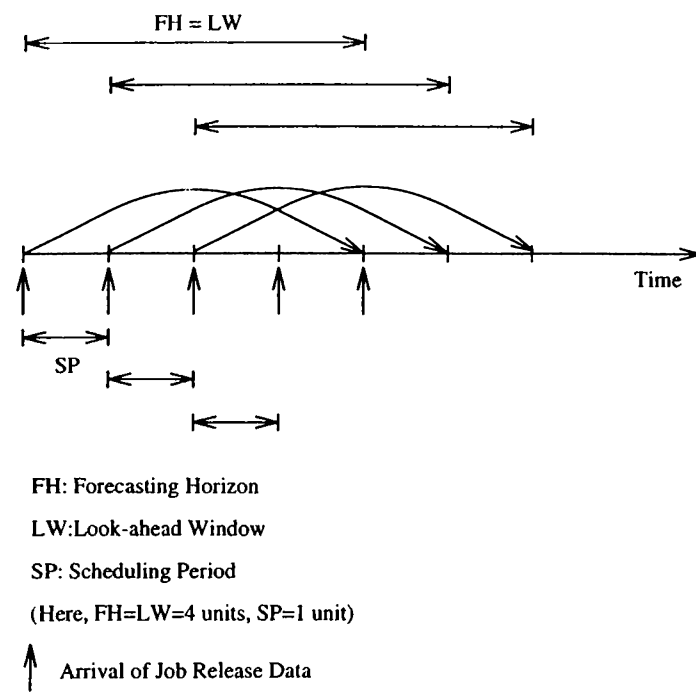 FH = LW
Time
SP
FH: Forecasting Horizon
LW:Look-ahead Window
SP: Scheduling Period
(Here, FH=LW=4 units, SP=1 unit)
Arrival of Job Release Data